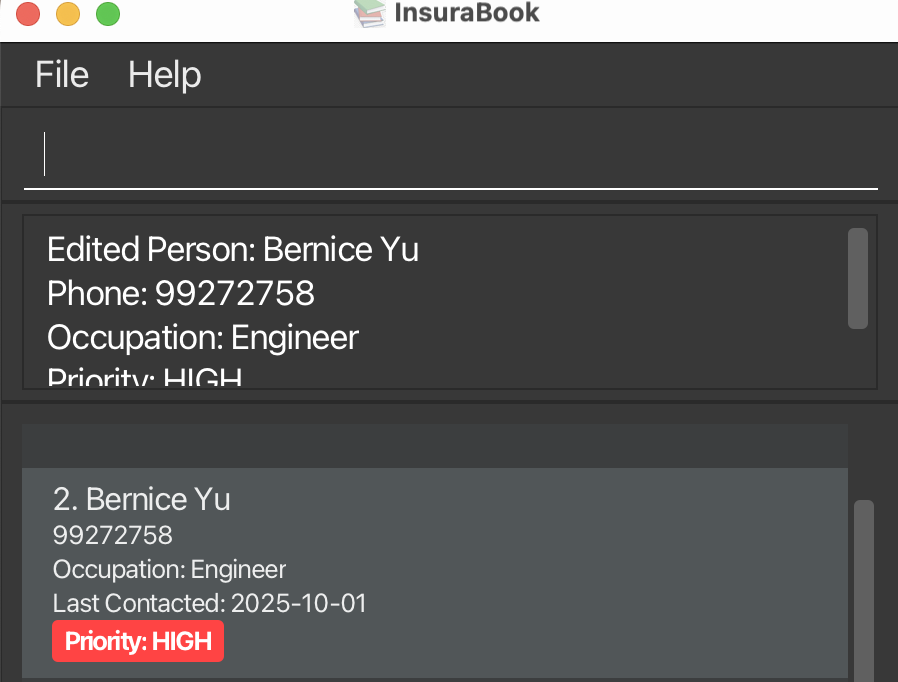 InsuraBook
File Help
Edited Person: Bernice Yu
Phone: 99272758
Occupation: Engineer
Priority: HIGH
2. Bernice Yu
99272758
Occupation: Engineer
Last Contacted: 2025-10-01
Priority: HIGH